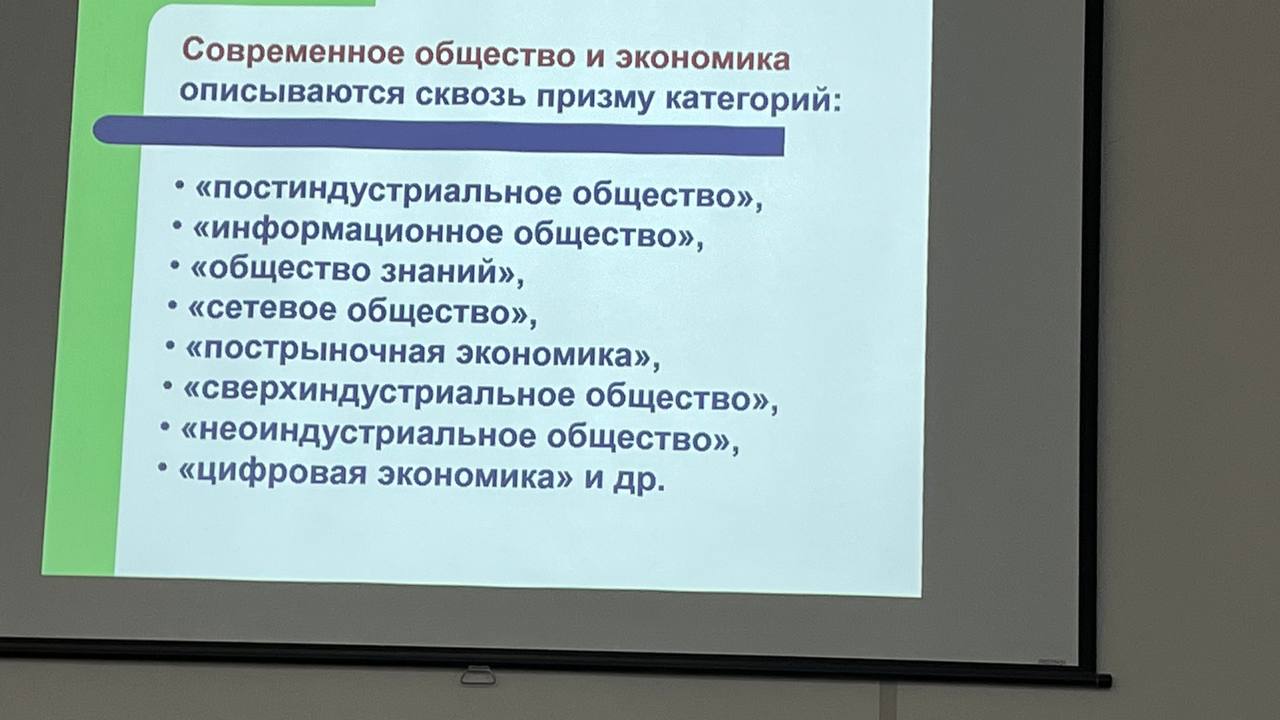 Современное общество и экономика
описываются сквозь призму категорий:
• «постиндустриальное общество»,
• «информационное общество»,
• «общество знаний»,
• «сетевое общество»,
• «пострыночная экономика»,
• «сверхиндустриальное общество»,
• «неоиндустриальное общество»,
• «цифровая экономика» и др.